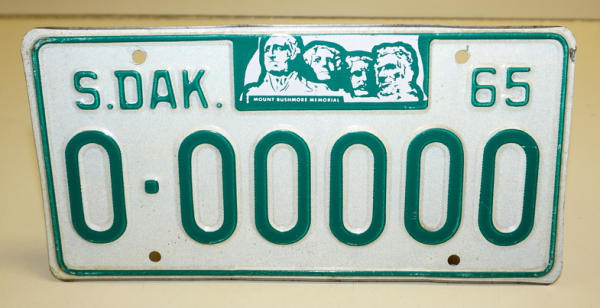 S.DAK. 65
MOUNT RUSHMORE MEMORIAL
0·00000